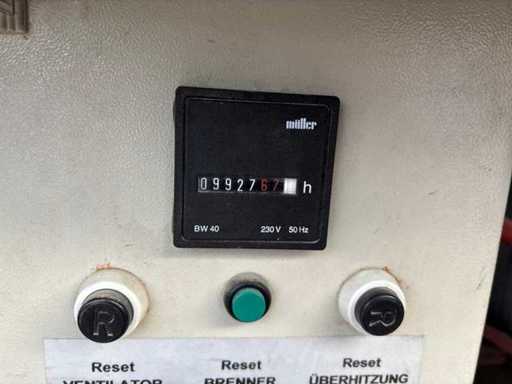 müller
0992767 h
BW 40 230 V 50 Hz
R R
Reset Reset Reset
VENTILATOR BRENNER ÜBERHITZUNG